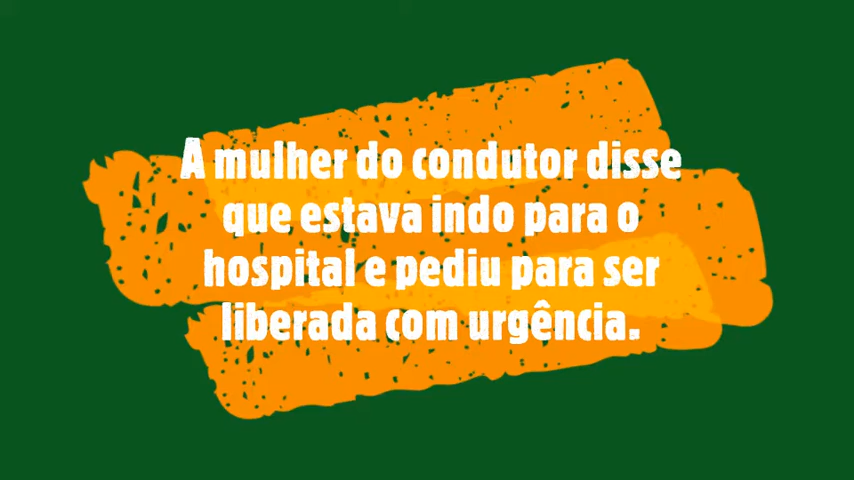 A mulher do condutor disse
que estava indo para o
hospital e pediu para ser
liberada com urgência.